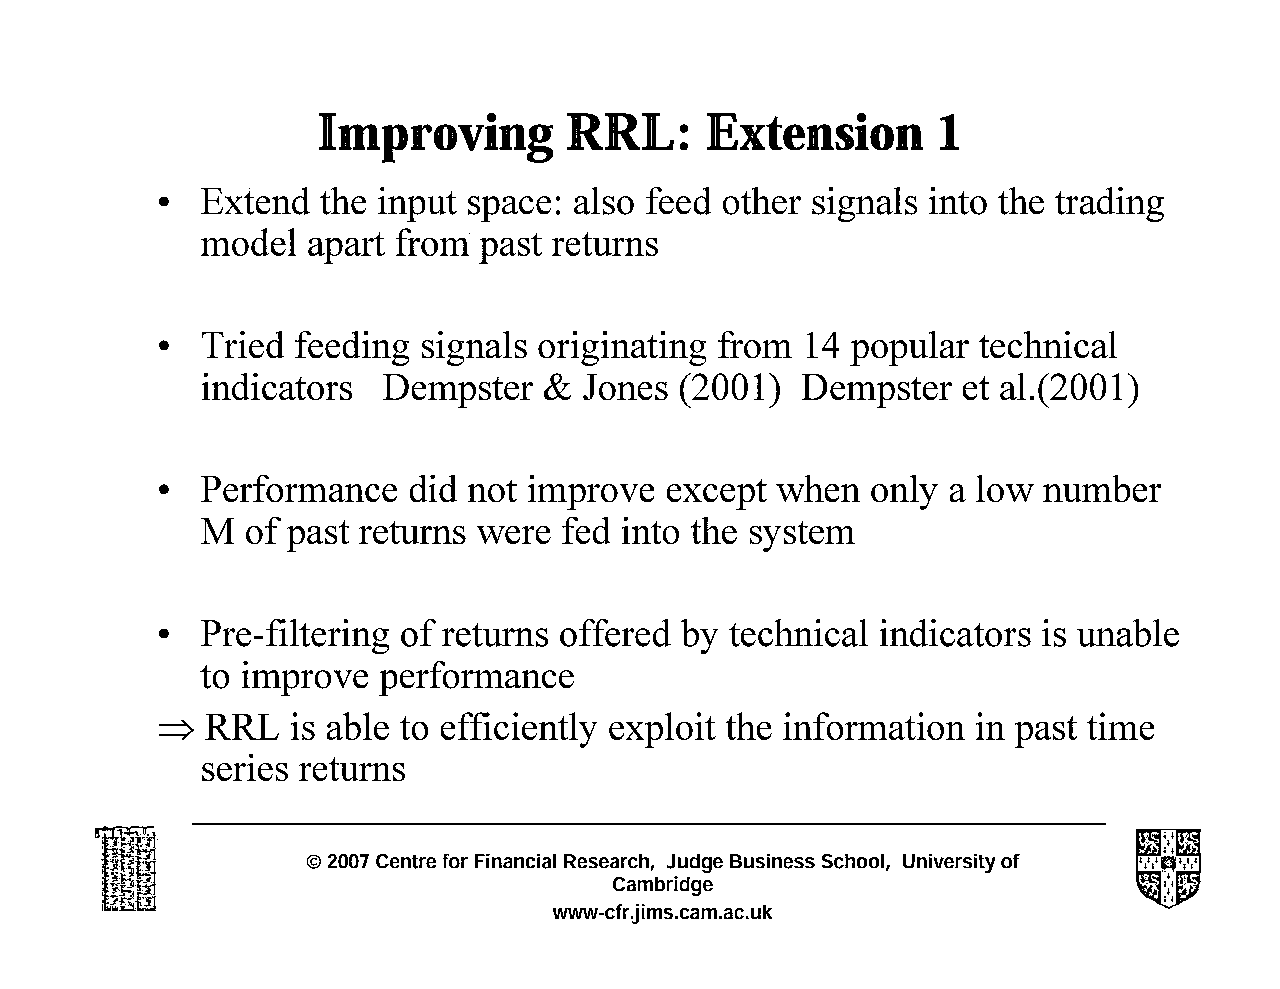 Improving RRL: Extension 1
• Extend the input space: also feed other signals into the trading
model apart from past returns
• Tried feeding signals originating from 14 popular technical
indicators Dempster & Jones (2001) Dempster et al.(2001)
• Performance did not improve except when only a low number
M of past returns were fed into the system
• Pre-filtering of returns offered by technical indicators is unable
to improve performance
⇒ RRL is able to efficiently exploit the information in past time
series returns
© 2007 Centre for Financial Research, Judge Business School, University of
Cambridge
www-cfr.jims.cam.ac.uk